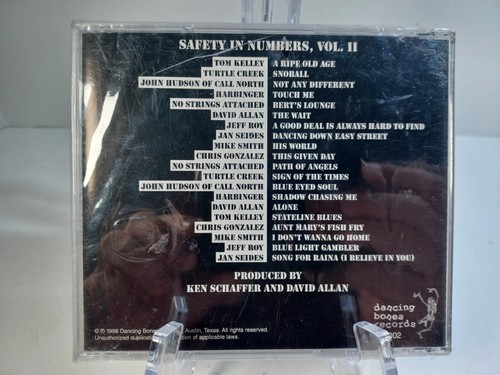 SAFETY IN NUMBERS, VOL. II
TOM KELLEY A RIPE OLD AGE
TURTLE CREEK SNOBALL
JOHN HUDSON OF CALL NORTH NOT ANY DIFFERENT
HARBINGER TOUCH ME
NO STRINGS ATTACHED BERT'S LOUNGE
DAVID ALLAN THE WAIT
JEFF ROY A GOOD DEAL IS ALWAYS HARD TO FIND
JAN SEIDES DANCING DOWN EASY STREET
MIKE SMITH HIS WORLD
CHRIS GONZALEZ THIS GIVEN DAY
NO STRINGS ATTACHED PATH OF ANGELS
TURTLE CREEK SIGN OF THE TIMES
JOHN HUDSON OF CALL NORTH BLUE EYED SOUL
HARBINGER SHADOW CHASING ME
DAVID ALLAN ALONE
TOM KELLEY STATELINE BLUES
CHRIS GONZALEZ AUNT MARY'S FISH FRY
MIKE SMITH I DON'T WANNA GO HOME
JEFF ROY BLUE LIGHT GAMBLER
JAN SEIDES SONG FOR RAINA (I BELIEVE IN YOU)
PRODUCED BY
KEN SCHAFFER AND DAVID ALLAN
dancing
bones
records
© ℗ 1998 Dancing Bones Austin, Texas. All rights reserved.
Unauthorized of applicable laws.